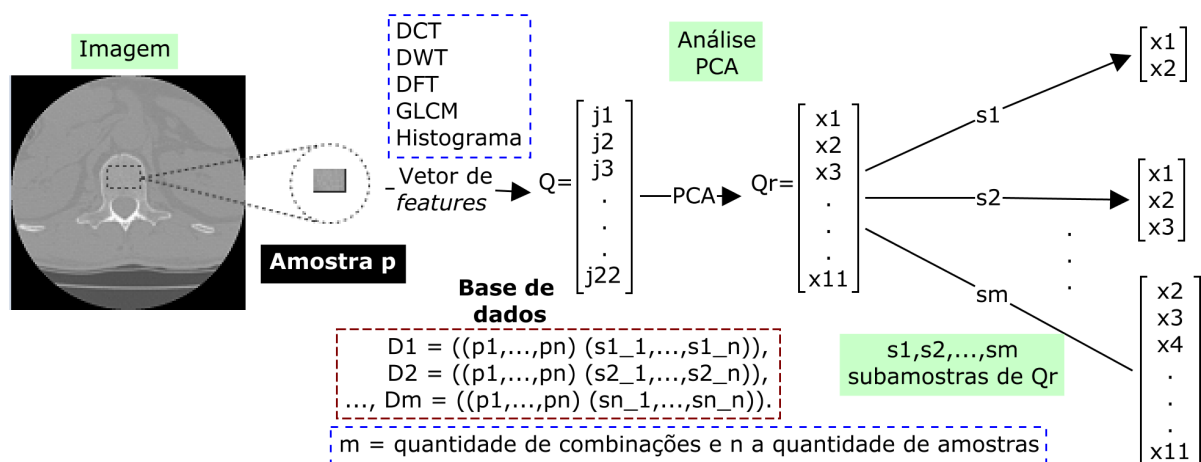 Imagem
DCT
DWT
DFT
GLCM
Histograma
Vetor de
features
Amostra p
Q=
j1
j2
j3
.
.
.
j22
Análise
PCA
PCA
Qr=
x1
x2
x3
.
.
.
x11
s1
s2
.
.
.
sm
x1
x2
x1
x2
x3
x2
x3
x4
.
.
.
x11
s1,s2,...,sm
subamostras de Qr
Base de
dados
D1 = ((p1,...,pn) (s1_1,...,s1_n)),
D2 = ((p1,...,pn) (s2_1,...,s2_n)),
..., Dm = ((p1,...,pn) (sn_1,...,sn_n)).
m = quantidade de combinações e n a quantidade de amostras